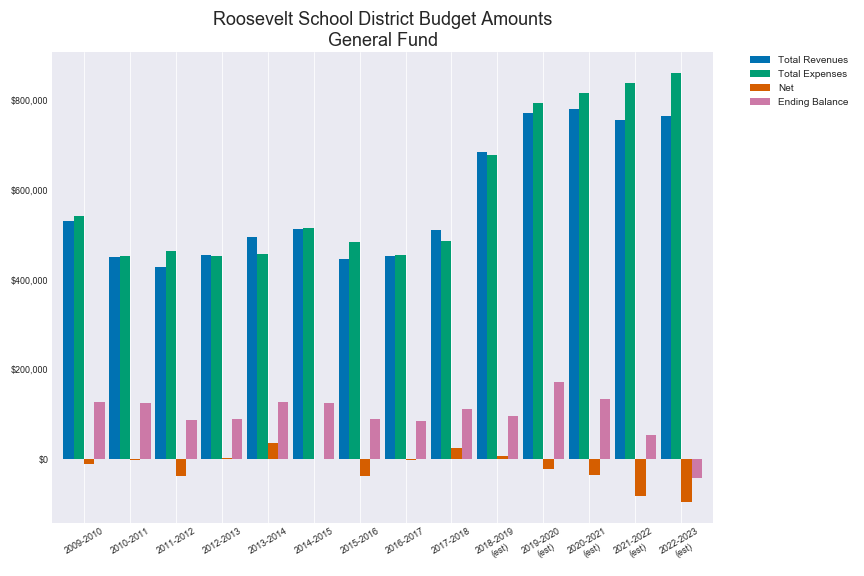 Roosevelt School District Budget Amounts
General Fund
Total Revenues
Total Expenses
Net
Ending Balance
$800,000
$600,000
$400,000
$200,000
$0
2009-2010
2010-2011
2011-2012
2012-2013
2013-2014
2014-2015
2015-2016
2016-2017
2017-2018
2018-2019
(est)
2019-2020
(est)
2020-2021
(est)
2021-2022
(est)
2022-2023
(est)